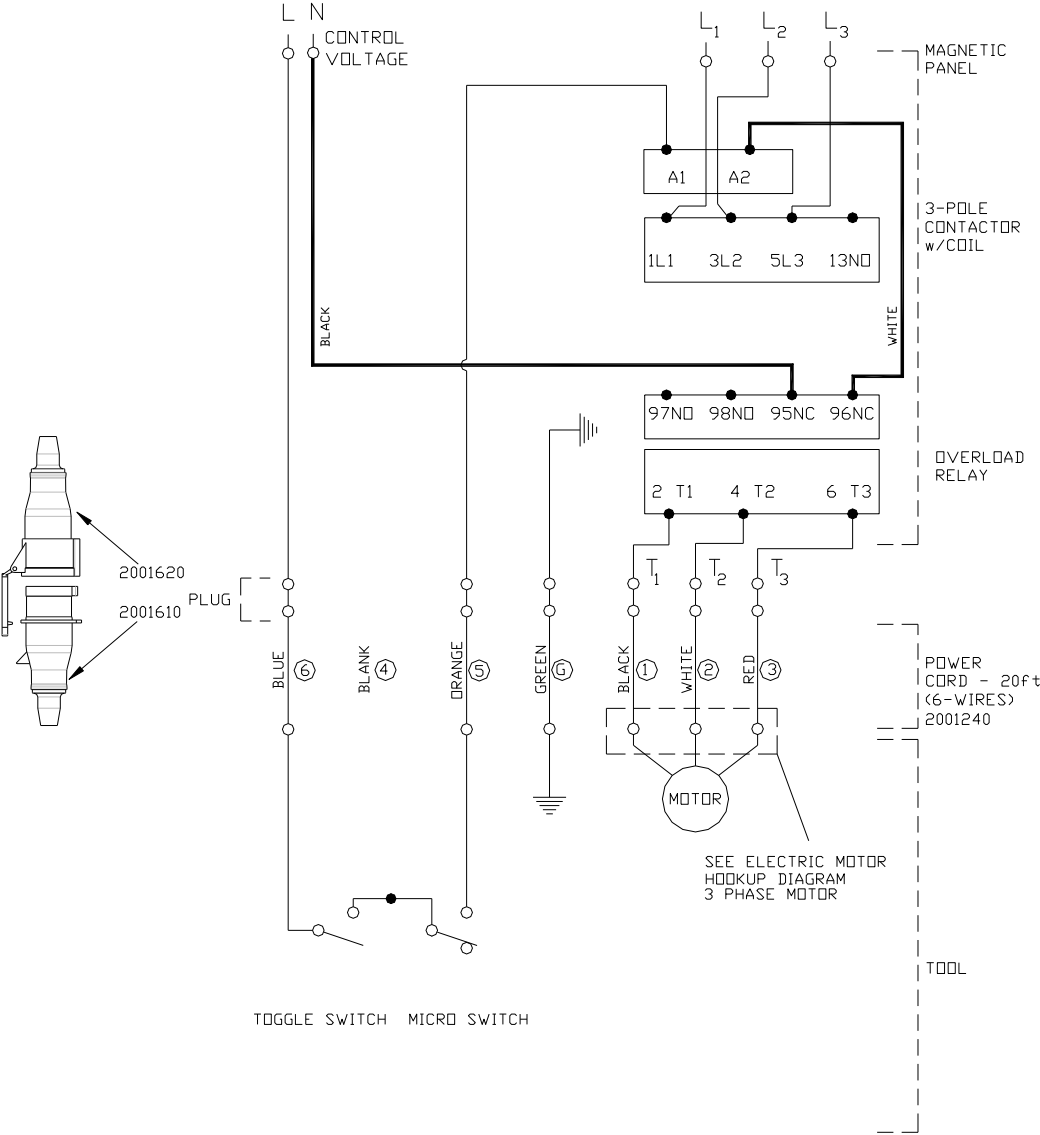 L N
CONTROL
VOLTAGE
L1 L2 L3
MAGNETIC
PANEL
A1 A2
3-POLE
CONTACTOR
w/COIL
1L1 3L2 5L3 13NO
BLACK
WHITE
97NO 98NO 95NC 96NC
OVERLOAD
RELAY
2 T1 4 T2 6 T3
T1 T2 T3
2001620
PLUG
2001610
BLUE 6
BLANK 4
ORANGE 5
GREEN G
BLACK 1
WHITE 2
RED 3
POWER
CORD - 20ft
(6-WIRES)
2001240
MOTOR
SEE ELECTRIC MOTOR
HOOKUP DIAGRAM
3 PHASE MOTOR
TOOL
TOGGLE SWITCH MICRO SWITCH